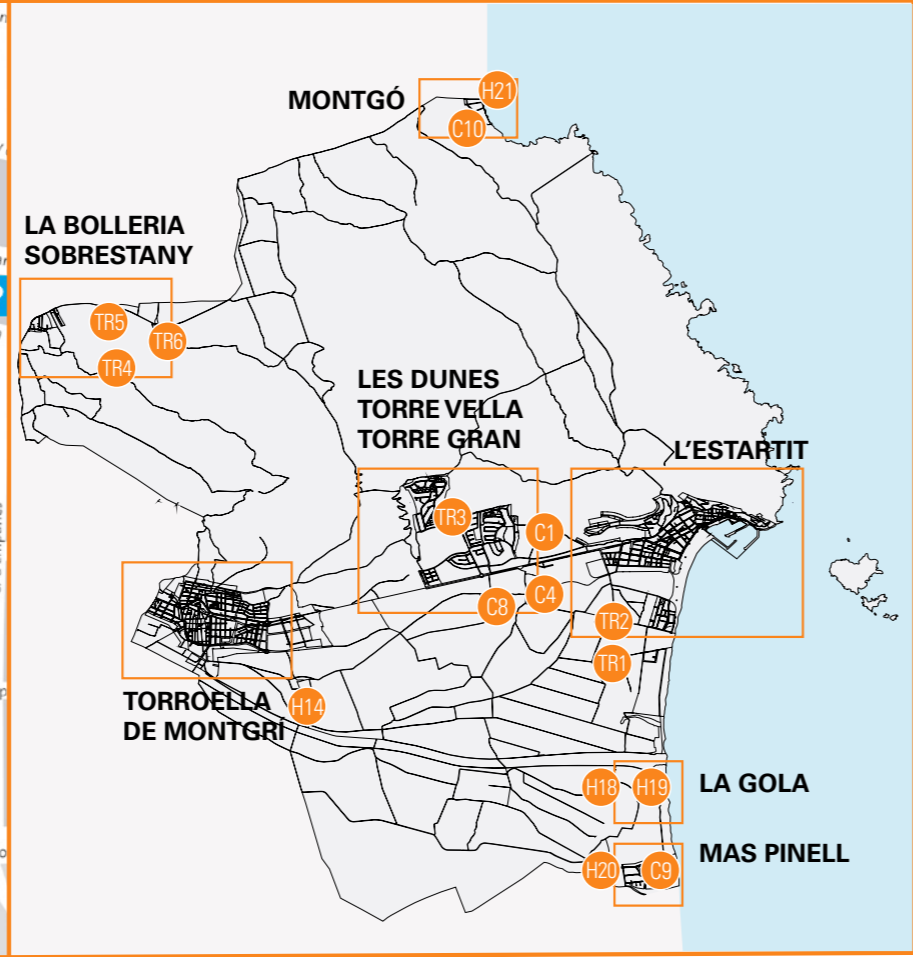 MONTGÓ
H21
C10
LA BOLLERIA
SOBRESTANY
TR5
TR6
TR4
LES DUNES
TORRE VELLA
TORRE GRAN
L'ESTARTIT
TR3
C1
C4
C8
TR2
TR1
TORROELLA
DE MONTGRÍ
H14
H18
H19
LA GOLA
MAS PINELL
H20
C9